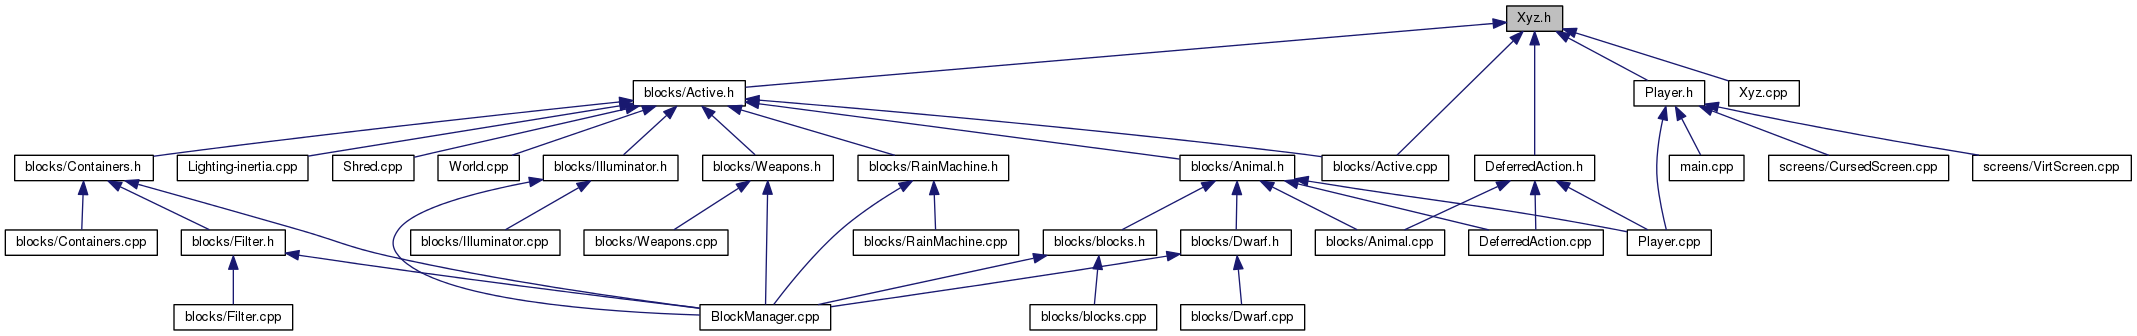 Xyz.h
blocks/Active.h
Player.h
Xyz.cpp
blocks/Containers.h
Lighting-inertia.cpp
Shred.cpp
World.cpp
blocks/Illuminator.h
blocks/Weapons.h
blocks/RainMachine.h
blocks/Animal.h
blocks/Active.cpp
DeferredAction.h
main.cpp
screens/CursedScreen.cpp
screens/VirtScreen.cpp
blocks/Containers.cpp
blocks/Filter.h
blocks/Illuminator.cpp
blocks/Weapons.cpp
blocks/RainMachine.cpp
blocks/blocks.h
blocks/Dwarf.h
blocks/Animal.cpp
DeferredAction.cpp
Player.cpp
blocks/Filter.cpp
BlockManager.cpp
blocks/blocks.cpp
blocks/Dwarf.cpp